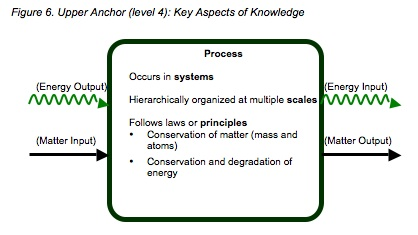 Figure 6. Upper Anchor (level 4): Key Aspects of Knowledge
Process
Occurs in systems
(Energy Output)
(Energy Input)
Hierarchically organized at multiple scales
Follows laws or principles
(Matter Input)
(Matter Output)
• Conservation of matter (mass and
atoms)
• Conservation and degradation of
energy